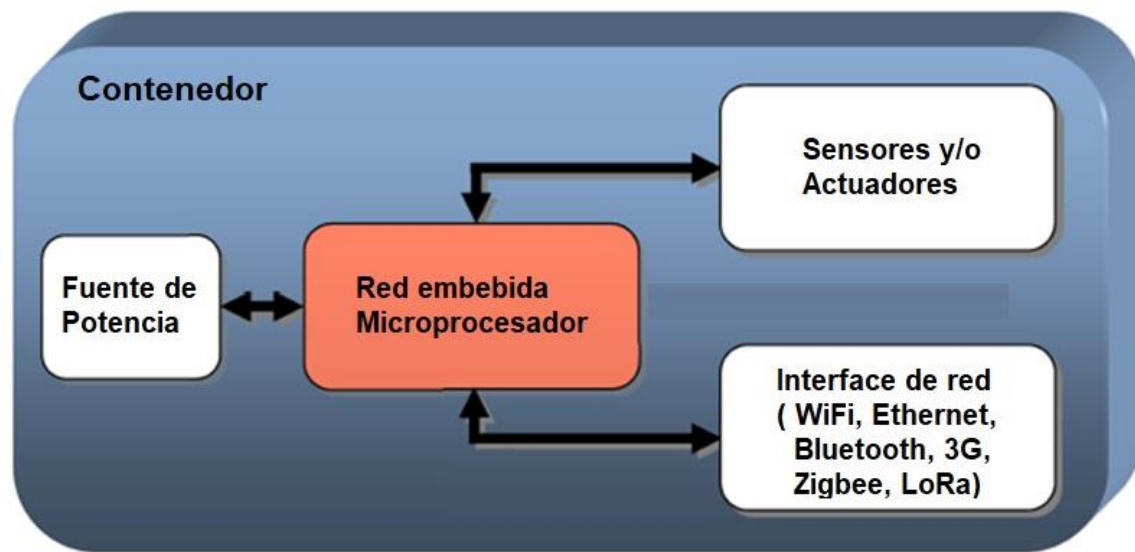 Contenedor
Sensores y/o
Actuadores
Fuente de
Potencia
Red embebida
Microprocesador
Interface de red
( WiFi, Ethernet,
Bluetooth, 3G,
Zigbee, LoRa)